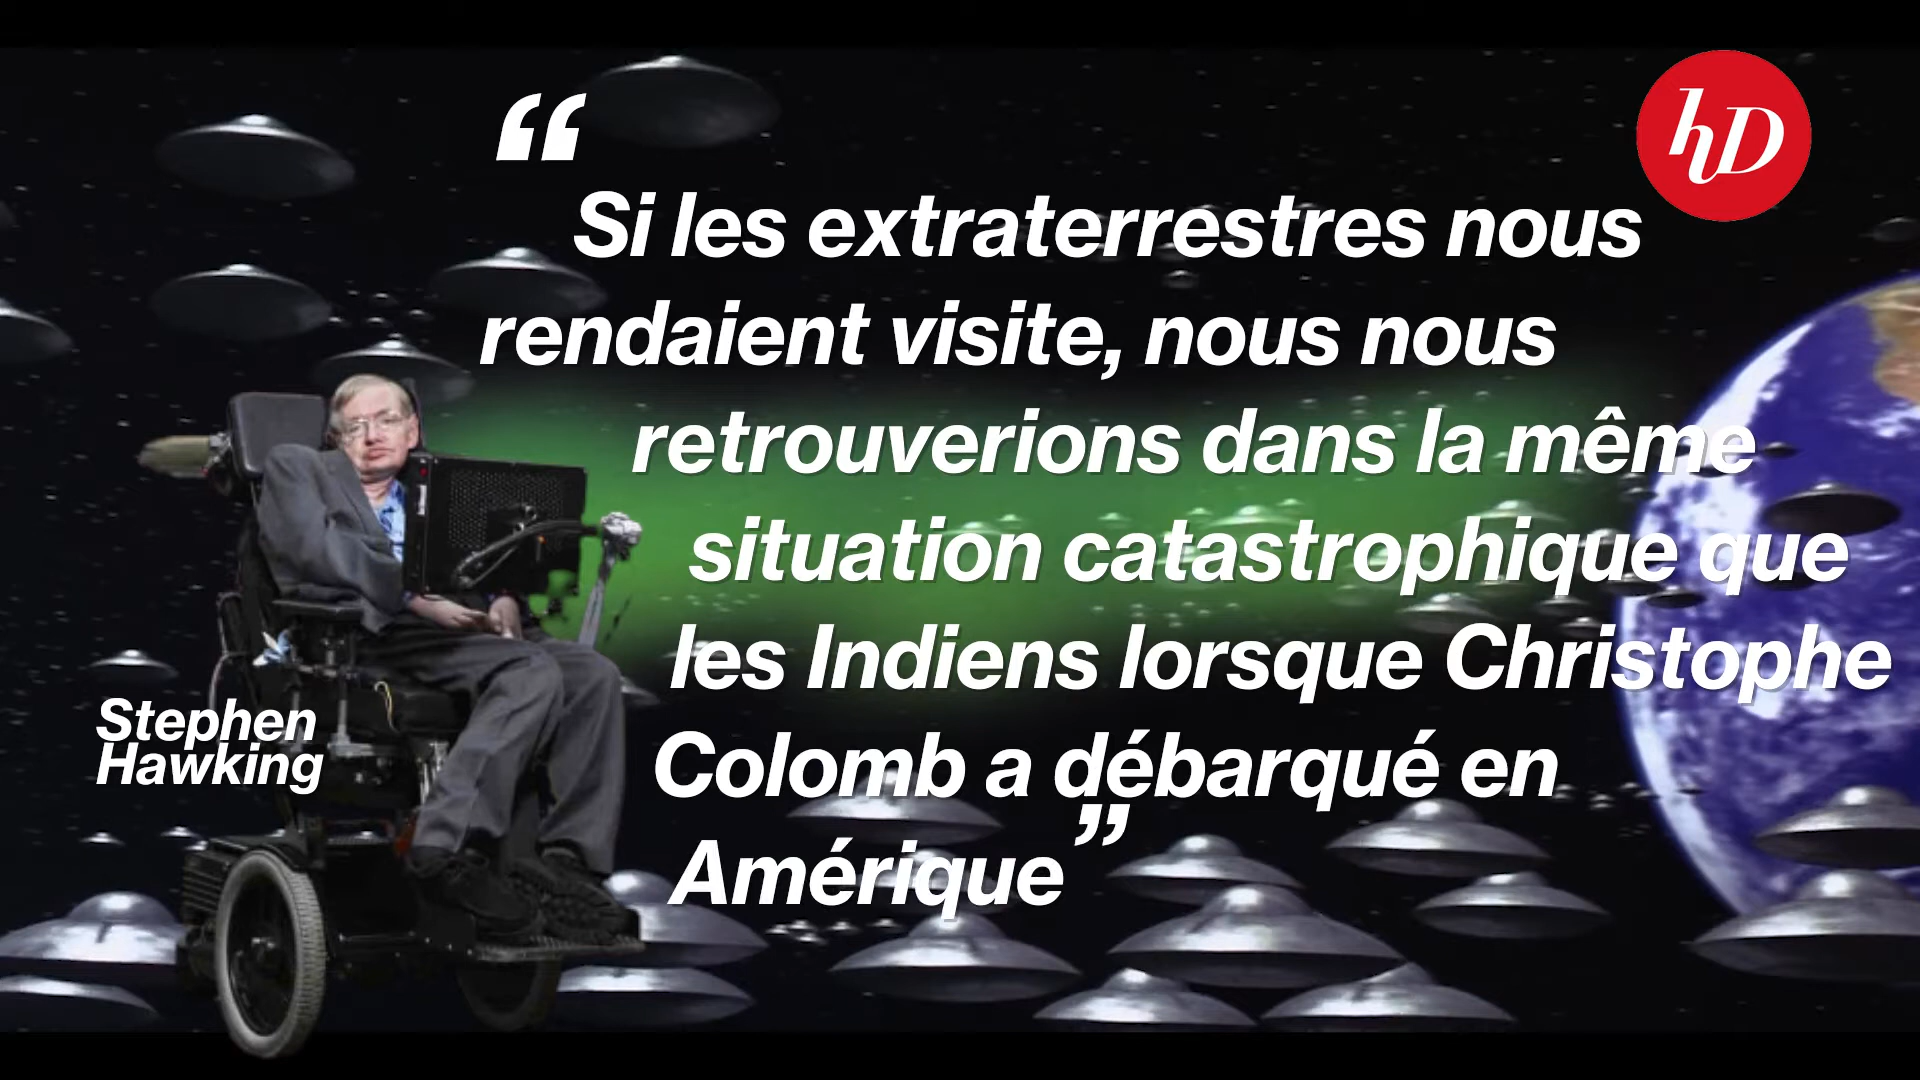 hD
“
Si les extraterrestres nous
rendaient visite, nous nous
retrouverions dans la même
situation catastrophique que
les Indiens lorsque Christophe
Colomb a débarqué en
Amérique”
Stephen
Hawking